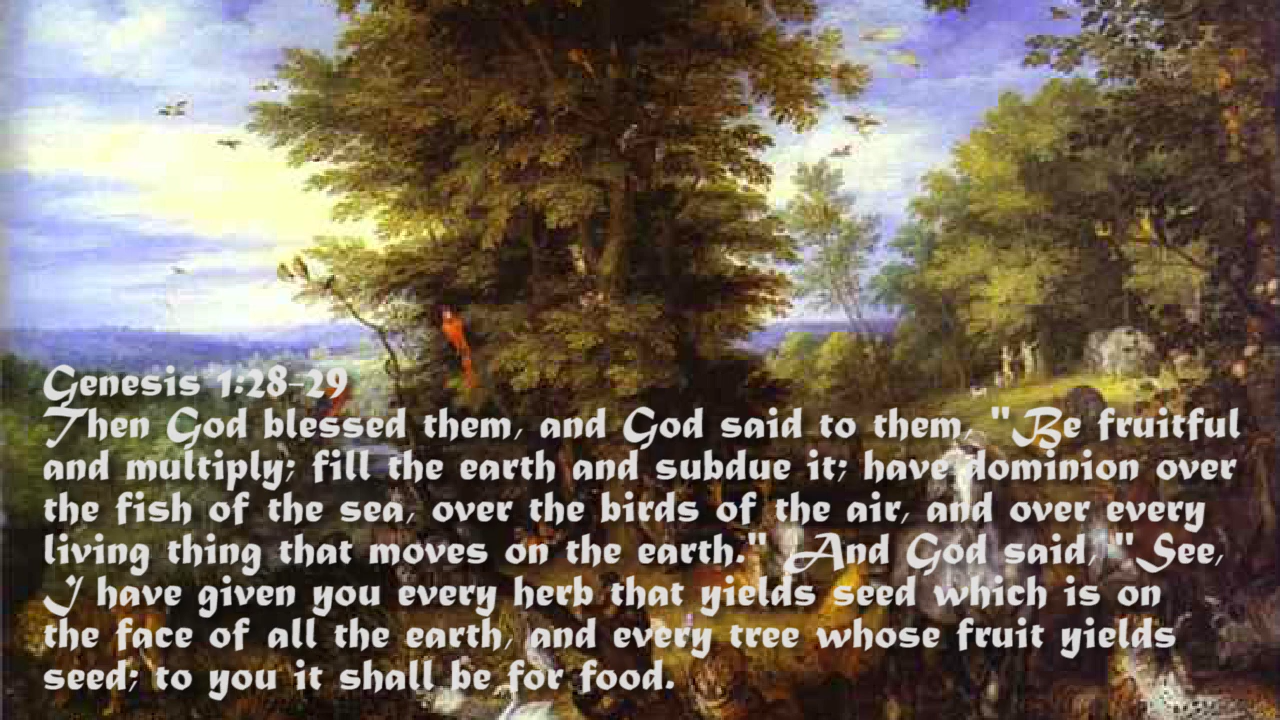 Genesis 1:28-29
Then God blessed them, and God said to them, "Be fruitful
and multiply; fill the earth and subdue it; have dominion over
the fish of the sea, over the birds of the air, and over every
living thing that moves on the earth." And God said, "See,
I have given you every herb that yields seed which is on
the face of all the earth, and every tree whose fruit yields
seed; to you it shall be for food.